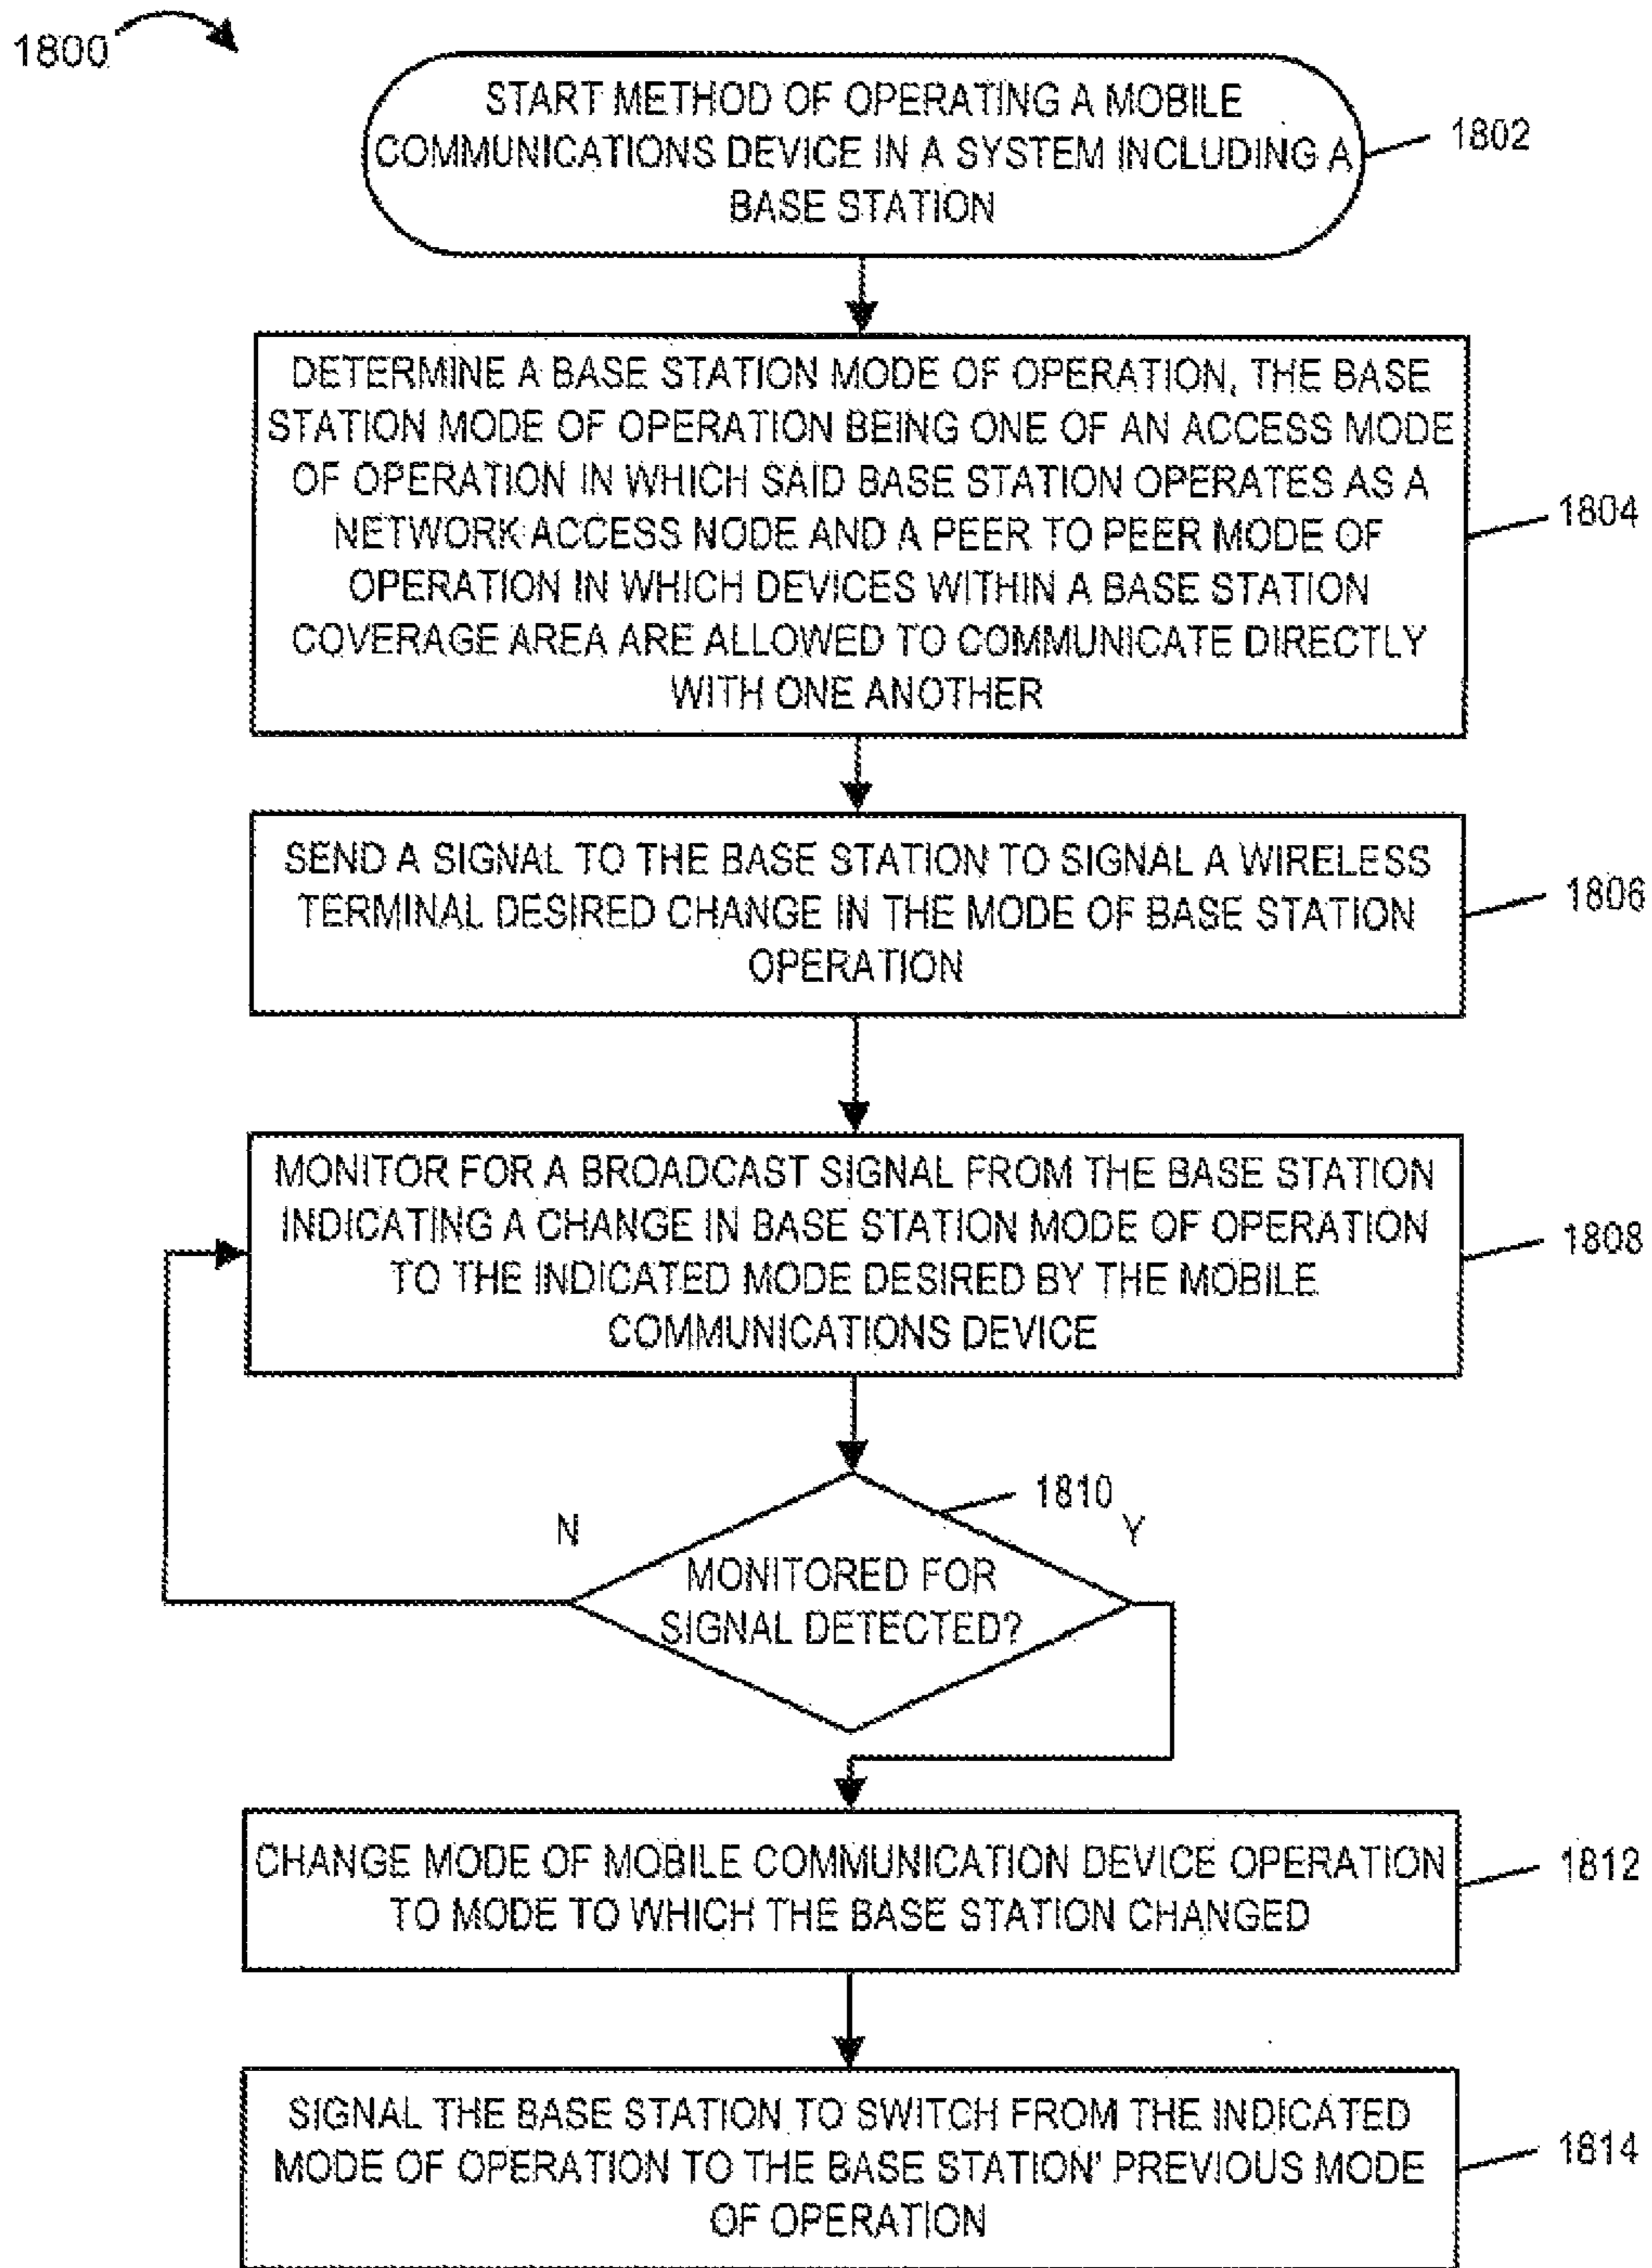 1800
START METHOD OF OPERATING A MOBILE
COMMUNICATIONS DEVICE IN A SYSTEM INCLUDING A
BASE STATION
1802
DETERMINE A BASE STATION MODE OF OPERATION, THE BASE
STATION MODE OF OPERATION BEING ONE OF AN ACCESS MODE
OF OPERATION IN WHICH SAID BASE STATION OPERATES AS A
NETWORK ACCESS NODE AND A PEER TO PEER MODE OF
OPERATION IN WHICH DEVICES WITHIN A BASE STATION
COVERAGE AREA ARE ALLOWED TO COMMUNICATE DIRECTLY
WITH ONE ANOTHER
1804
SEND A SIGNAL TO THE BASE STATION TO SIGNAL A WIRELESS
TERMINAL DESIRED CHANGE IN THE MODE OF BASE STATION
OPERATION
1806
MONITOR FOR A BROADCAST SIGNAL FROM THE BASE STATION
INDICATING A CHANGE IN BASE STATION MODE OF OPERATION
TO THE INDICATED MODE DESIRED BY THE MOBILE
COMMUNICATIONS DEVICE
1808
1810
N
Y
MONITORED FOR
SIGNAL DETECTED?
CHANGE MODE OF MOBILE COMMUNICATION DEVICE OPERATION
TO MODE TO WHICH THE BASE STATION CHANGED
1812
SIGNAL THE BASE STATION TO SWITCH FROM THE INDICATED
MODE OF OPERATION TO THE BASE STATION' PREVIOUS MODE
OF OPERATION
1814